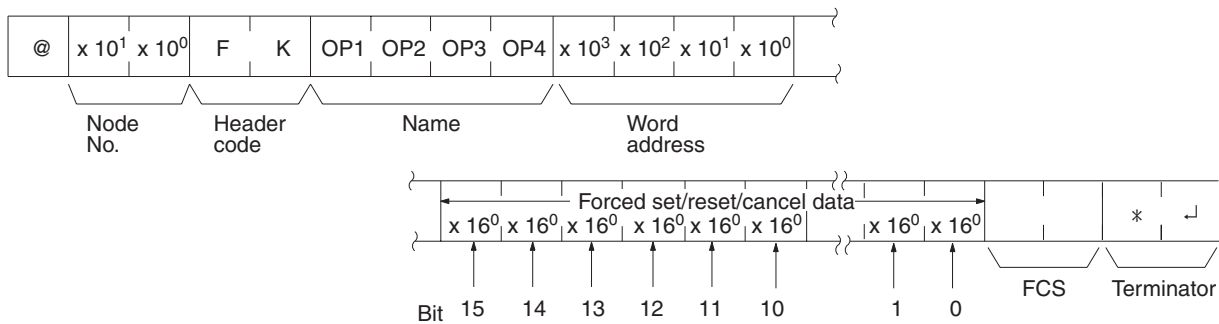 @ x 10¹ x 10⁰ F K OP1 OP2 OP3 OP4 x 10³ x 10² x 10¹ x 10⁰
Node No.
Header code
Name
Word address
Forced set/reset/cancel data
x 16⁰ x 16⁰ x 16⁰ x 16⁰ x 16⁰ x 16⁰ x 16⁰ x 16⁰ * ↵
Bit 15 14 13 12 11 10 1 0
FCS
Terminator